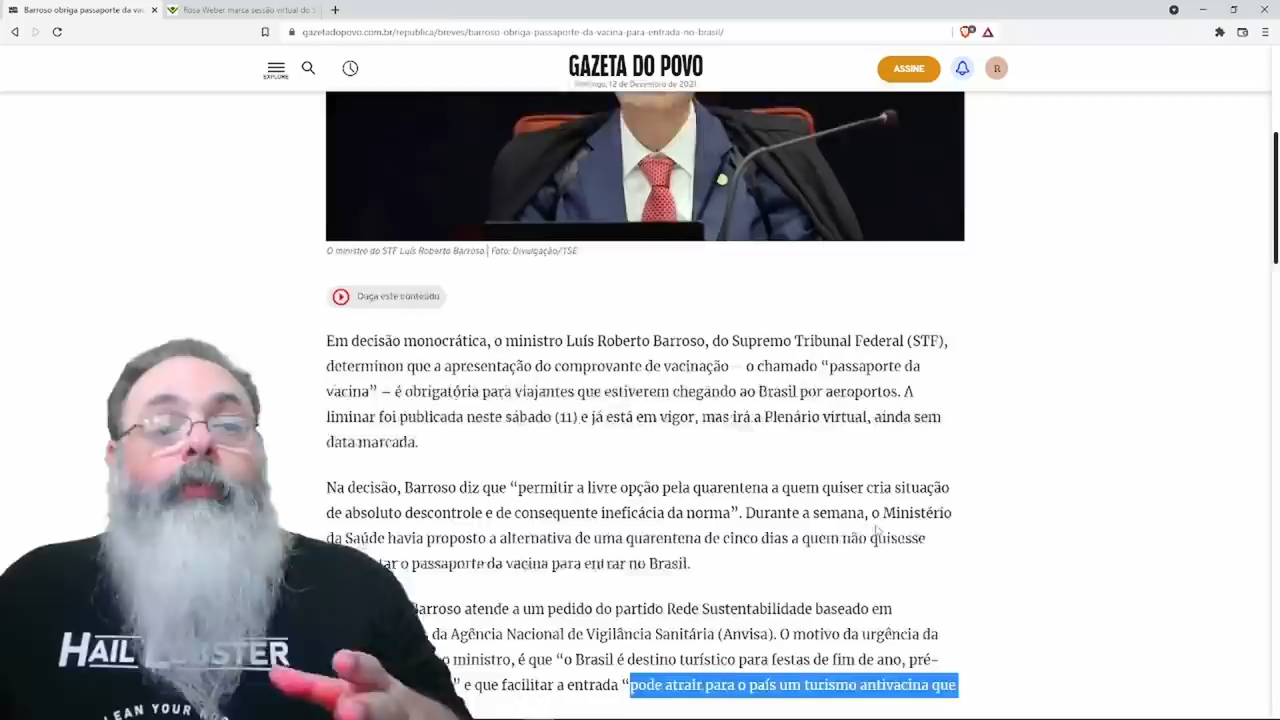 Barroso obriga passaporte da vac
Rosa Weber marca sessão virtual do S
gazetadopovo.com.br/republica/breves/barroso-obriga-passaporte-da-vacina-para-entrada-no-brasil/
EXPLORE
GAZETA DO POVO
Domingo, 12 de Dezembro de 2021
ASSINE
R
O ministro do STF Luís Roberto Barroso.| Foto: Divulgação/TSE
Ouça este conteúdo
Em decisão monocrática, o ministro Luís Roberto Barroso, do Supremo Tribunal Federal (STF),
determinou que a apresentação do comprovante de vacinação – o chamado “passaporte da
vacina” – é obrigatória para viajantes que estiverem chegando ao Brasil por aeroportos. A
liminar foi publicada neste sábado (11) e já está em vigor, mas irá a Plenário virtual, ainda sem
data marcada.
Na decisão, Barroso diz que “permitir a livre opção pela quarentena a quem quiser cria situação
de absoluto descontrole e de consequente ineficácia da norma”. Durante a semana, o Ministério
da Saúde havia proposto a alternativa de uma quarentena de cinco dias a quem não quisesse
tar o passaporte da vacina para entrar no Brasil.
Barroso atende a um pedido do partido Rede Sustentabilidade baseado em
da Agência Nacional de Vigilância Sanitária (Anvisa). O motivo da urgência da
o ministro, é que “o Brasil é destino turístico para festas de fim de ano, pré-
” e que facilitar a entrada “pode atrair para o país um turismo antivacina que
HAIL LOBSTER
LEAN YOUR RO